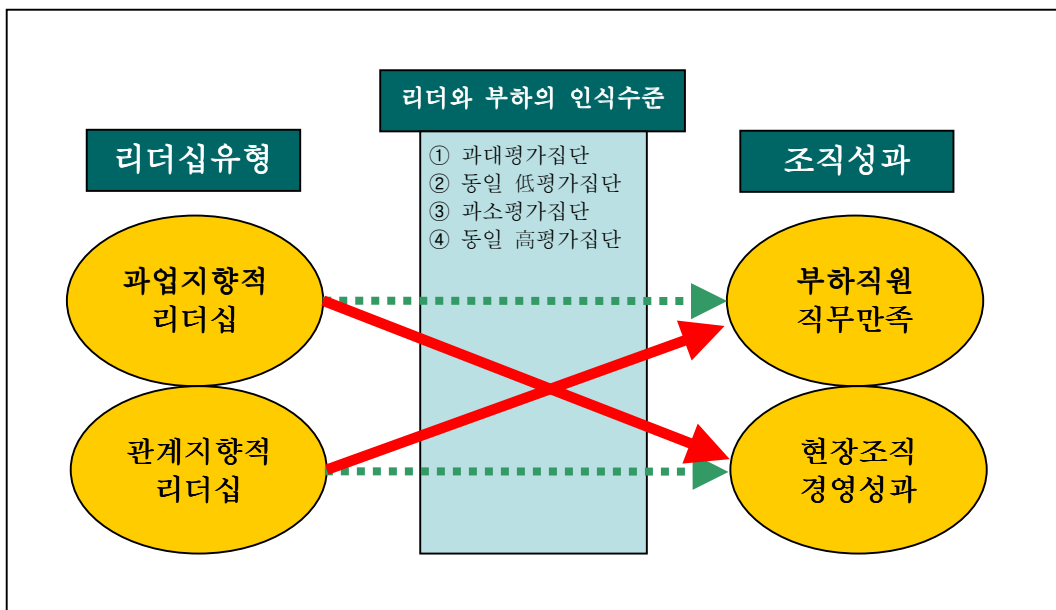 리더와 부하의 인식수준
리더십유형
① 과대평가집단
② 동일 低평가집단
③ 과소평가집단
④ 동일 高평가집단
조직성과
과업지향적
리더십
부하직원
직무만족
관계지향적
리더십
현장조직
경영성과